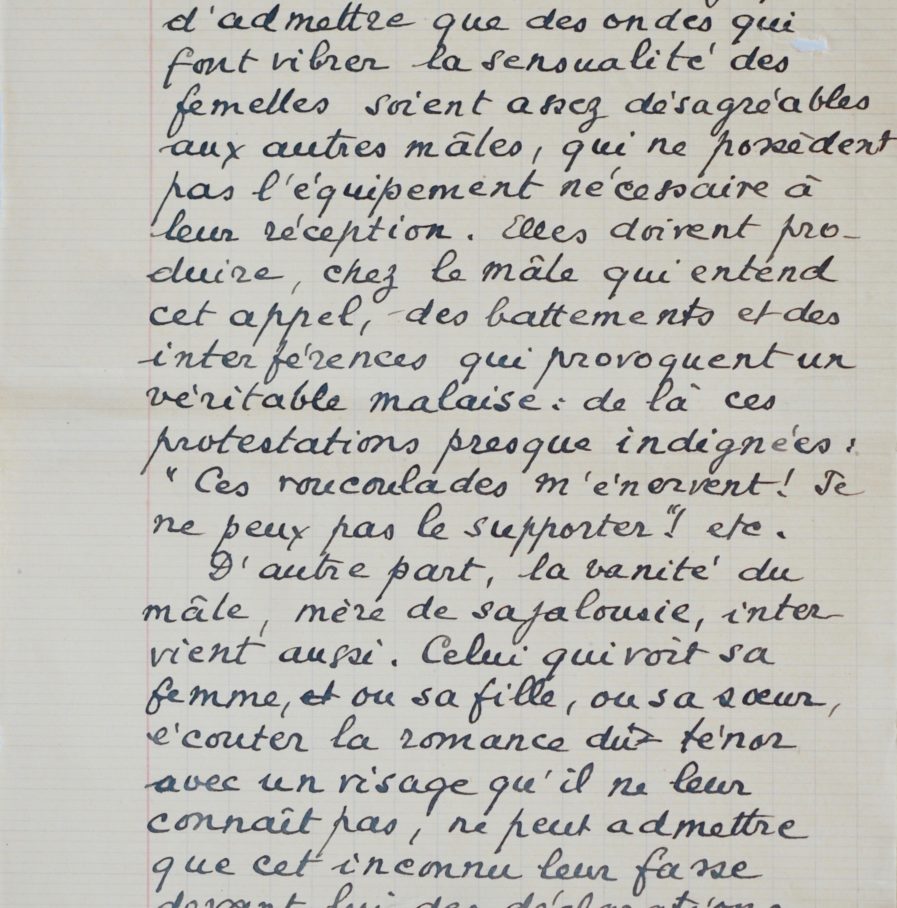 d'admettre que des ondes qui
font vibrer la sensualité des
femelles soient assez désagréables
aux autres mâles, qui ne possèdent
pas l'équipement nécessaire à
leur réception. Elles doivent pro-
duire, chez le mâle qui entend
cet appel, des battements et des
interférences qui provoquent un
véritable malaise : de là ces
protestations presque indignées :
"Ces roucoulades m'énervent ! Je
ne peux pas le supporter"! etc.
D'autre part, la vanité du
mâle, mère de sa jalousie, inter-
vient aussi. Celui qui voit sa
femme, et ou sa fille, ou sa sœur,
écouter la romance du ténor
avec un visage qu'il ne leur
connaît pas, ne peut admettre
que cet inconnu leur fasse
devant lui des déclarations